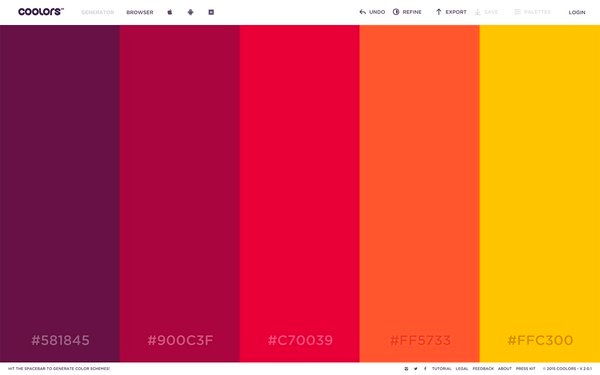 COOLORS™ GENERATOR BROWSER UNDO REFINE EXPORT SAVE PALETTES LOGIN
#581845 #900C3F #C70039 #FF5733 #FFC300
HIT THE SPACEBAR TO GENERATE COLOR SCHEMES! TUTORIAL LEGAL FEEDBACK ABOUT PRESS KIT © 2015 COOLORS - V 2.0.1